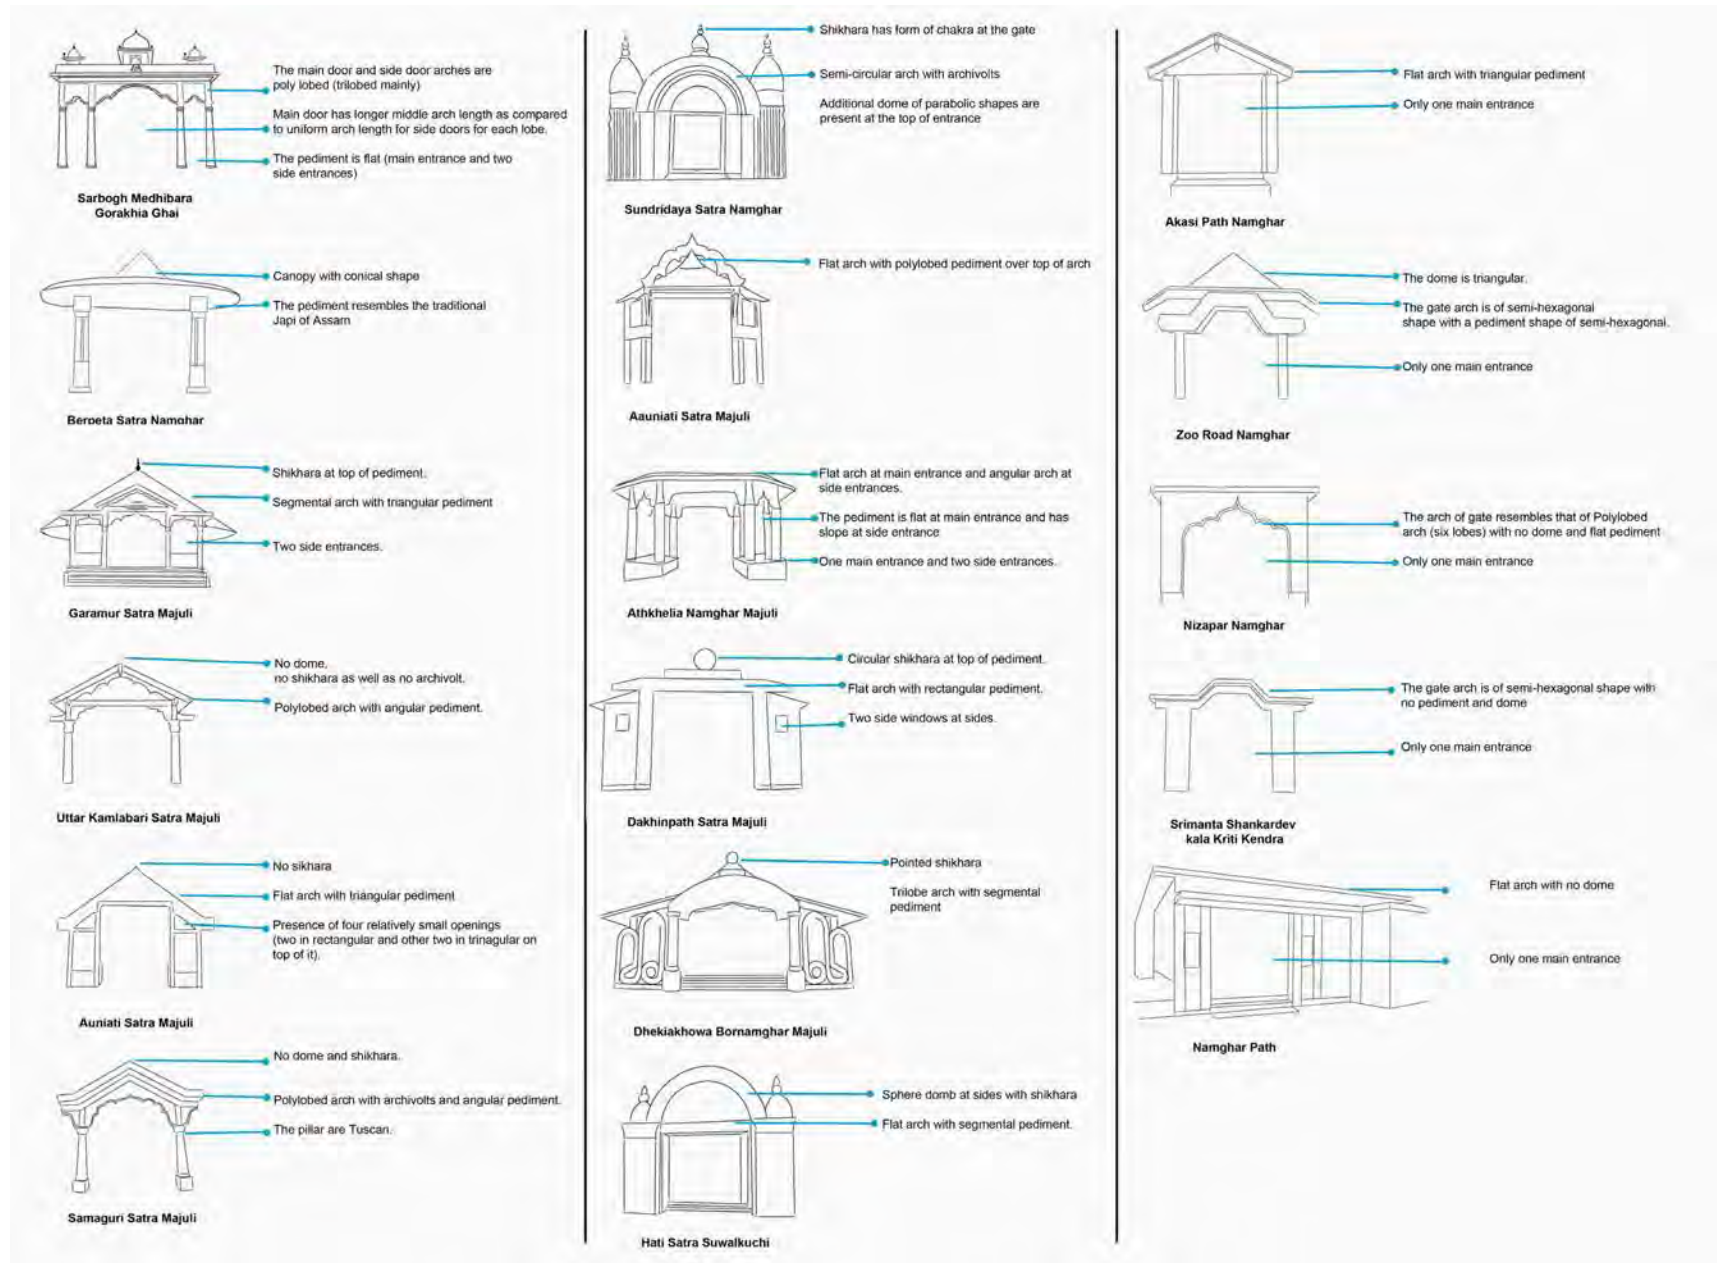 The main door and side door arches are
poly lobed (trilobed mainly)
Main door has longer middle arch length as compared
to uniform arch length for side doors for each lobe.
The pediment is flat (main entrance and two
side entrances)
Sarbogh Medhibara
Gorakhia Ghai
Canopy with conical shape
The pediment resembles the traditional
Japi of Assam
Berpeta Satra Namghar
Shikhara at top of pediment.
Segmental arch with triangular pediment
Two side entrances.
Garamur Satra Majuli
No dome,
no shikhara as well as no archivolt.
Polylobed arch with angular pediment.
Uttar Kamlabari Satra Majuli
No sikhara
Flat arch with triangular pediment
Presence of four relatively small openings
(two in rectangular and other two in trinagular on
top of it).
Auniati Satra Majuli
No dome and shikhara.
Polylobed arch with archivolts and angular pediment.
The pillar are Tuscan.
Samaguri Satra Majuli
Shikhara has form of chakra at the gate
Semi-circular arch with archivolts
Additional dome of parabolic shapes are
present at the top of entrance
Sundridaya Satra Namghar
Flat arch with polylobed pediment over top of arch
Aauniati Satra Majuli
Flat arch at main entrance and angular arch at
side entrances.
The pediment is flat at main entrance and has
slope at side entrance
One main entrance and two side entrances.
Athkhelia Namghar Majuli
Circular shikhara at top of pediment.
Flat arch with rectangular pediment.
Two side windows at sides.
Dakhinpath Satra Majuli
Pointed shikhara
Trilobe arch with segmental
pediment
Dhekiakhowa Bornamghar Majuli
Sphere domb at sides with shikhara
Flat arch with segmental pediment.
Hati Satra Suwalkuchi
Flat arch with triangular pediment
Only one main entrance
Akasi Path Namghar
The dome is triangular.
The gate arch is of semi-hexagonal
shape with a pediment shape of semi-hexagonal.
Only one main entrance
Zoo Road Namghar
The arch of gate resembles that of Polylobed
arch (six lobes) with no dome and flat pediment
Only one main entrance
Nizapar Namghar
The gate arch is of semi-hexagonal shape with
no pediment and dome
Only one main entrance
Srimanta Shankardev
kala Kriti Kendra
Flat arch with no dome
Only one main entrance
Namghar Path